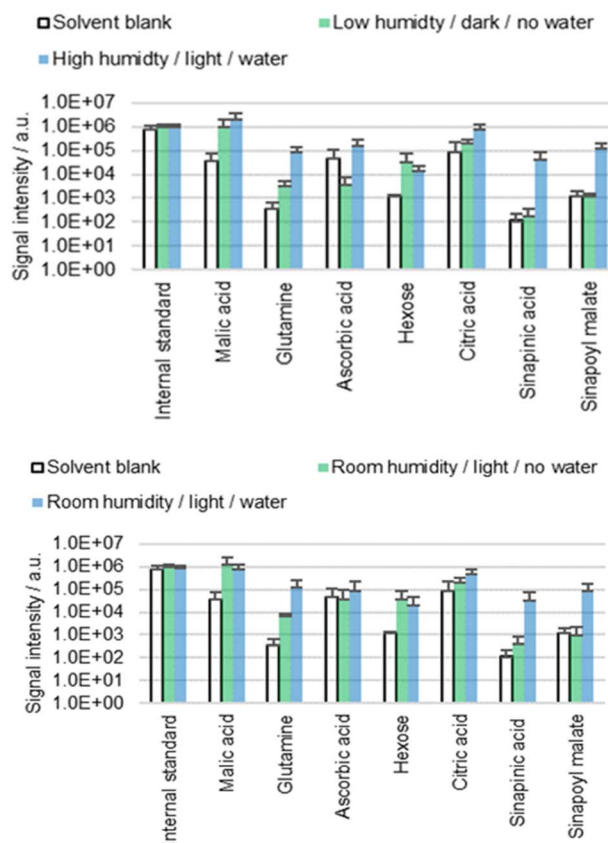 Solvent blank
Low humidity / dark / no water
High humidty / light / water
Signal intensity / a.u.
1.0E+07
1.0E+06
1.0E+05
1.0E+04
1.0E+03
1.0E+02
1.0E+01
1.0E+00
Internal standard
Malic acid
Glutamine
Ascorbic acid
Hexose
Citric acid
Sinapinic acid
Sinapoyl malate
Solvent blank
Room humidity / light / no water
Room humidity / light / water
Signal intensity / a.u.
1.0E+07
1.0E+06
1.0E+05
1.0E+04
1.0E+03
1.0E+02
1.0E+01
1.0E+00
nternal standard
Malic acid
Glutamine
Ascorbic acid
Hexose
Citric acid
Sinapinic acid
Sinapoyl malate